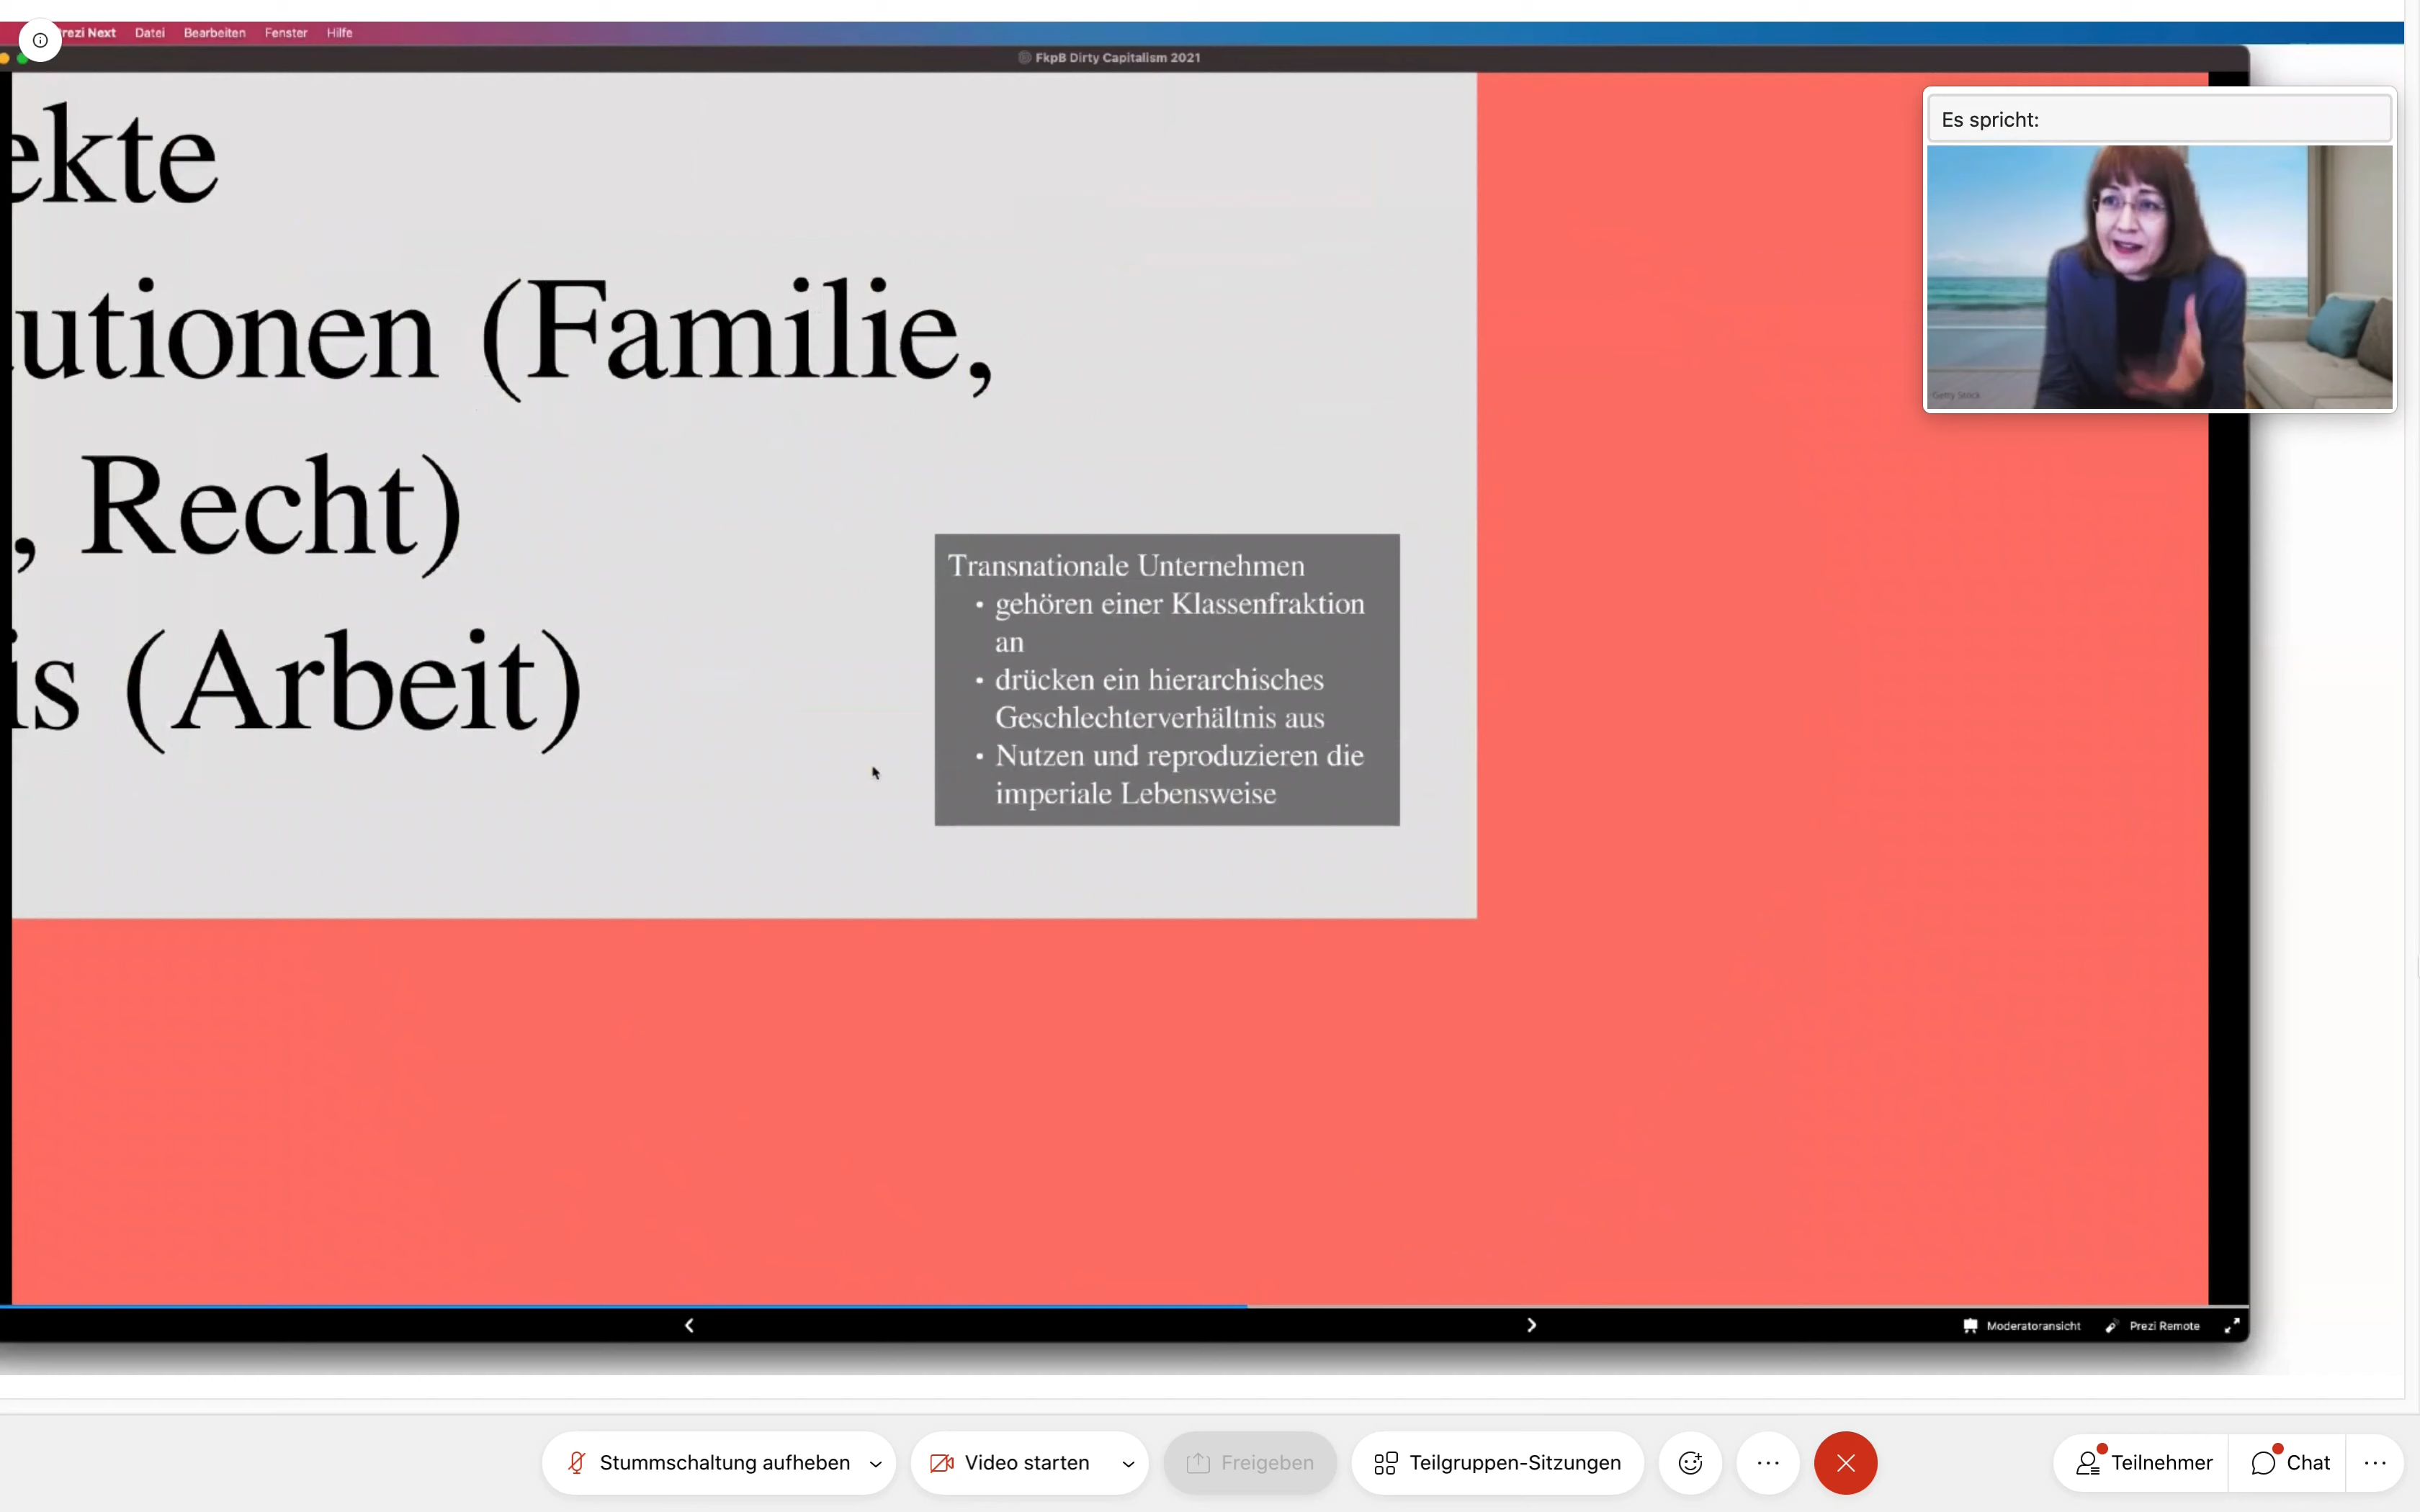 rezi Next Datei Bearbeiten Fenster Hilfe
FkpB Dirty Capitalism 2021
Es spricht:
Getty Stock
ekte
utionen (Familie,
, Recht)
is (Arbeit)
Transnationale Unternehmen
• gehören einer Klassenfraktion
an
• drücken ein hierarchisches
Geschlechterverhältnis aus
• Nutzen und reproduzieren die
imperiale Lebensweise
Moderatoransicht Prezi Remote
Stummschaltung aufheben Video starten Freigeben Teilgruppen-Sitzungen Teilnehmer Chat